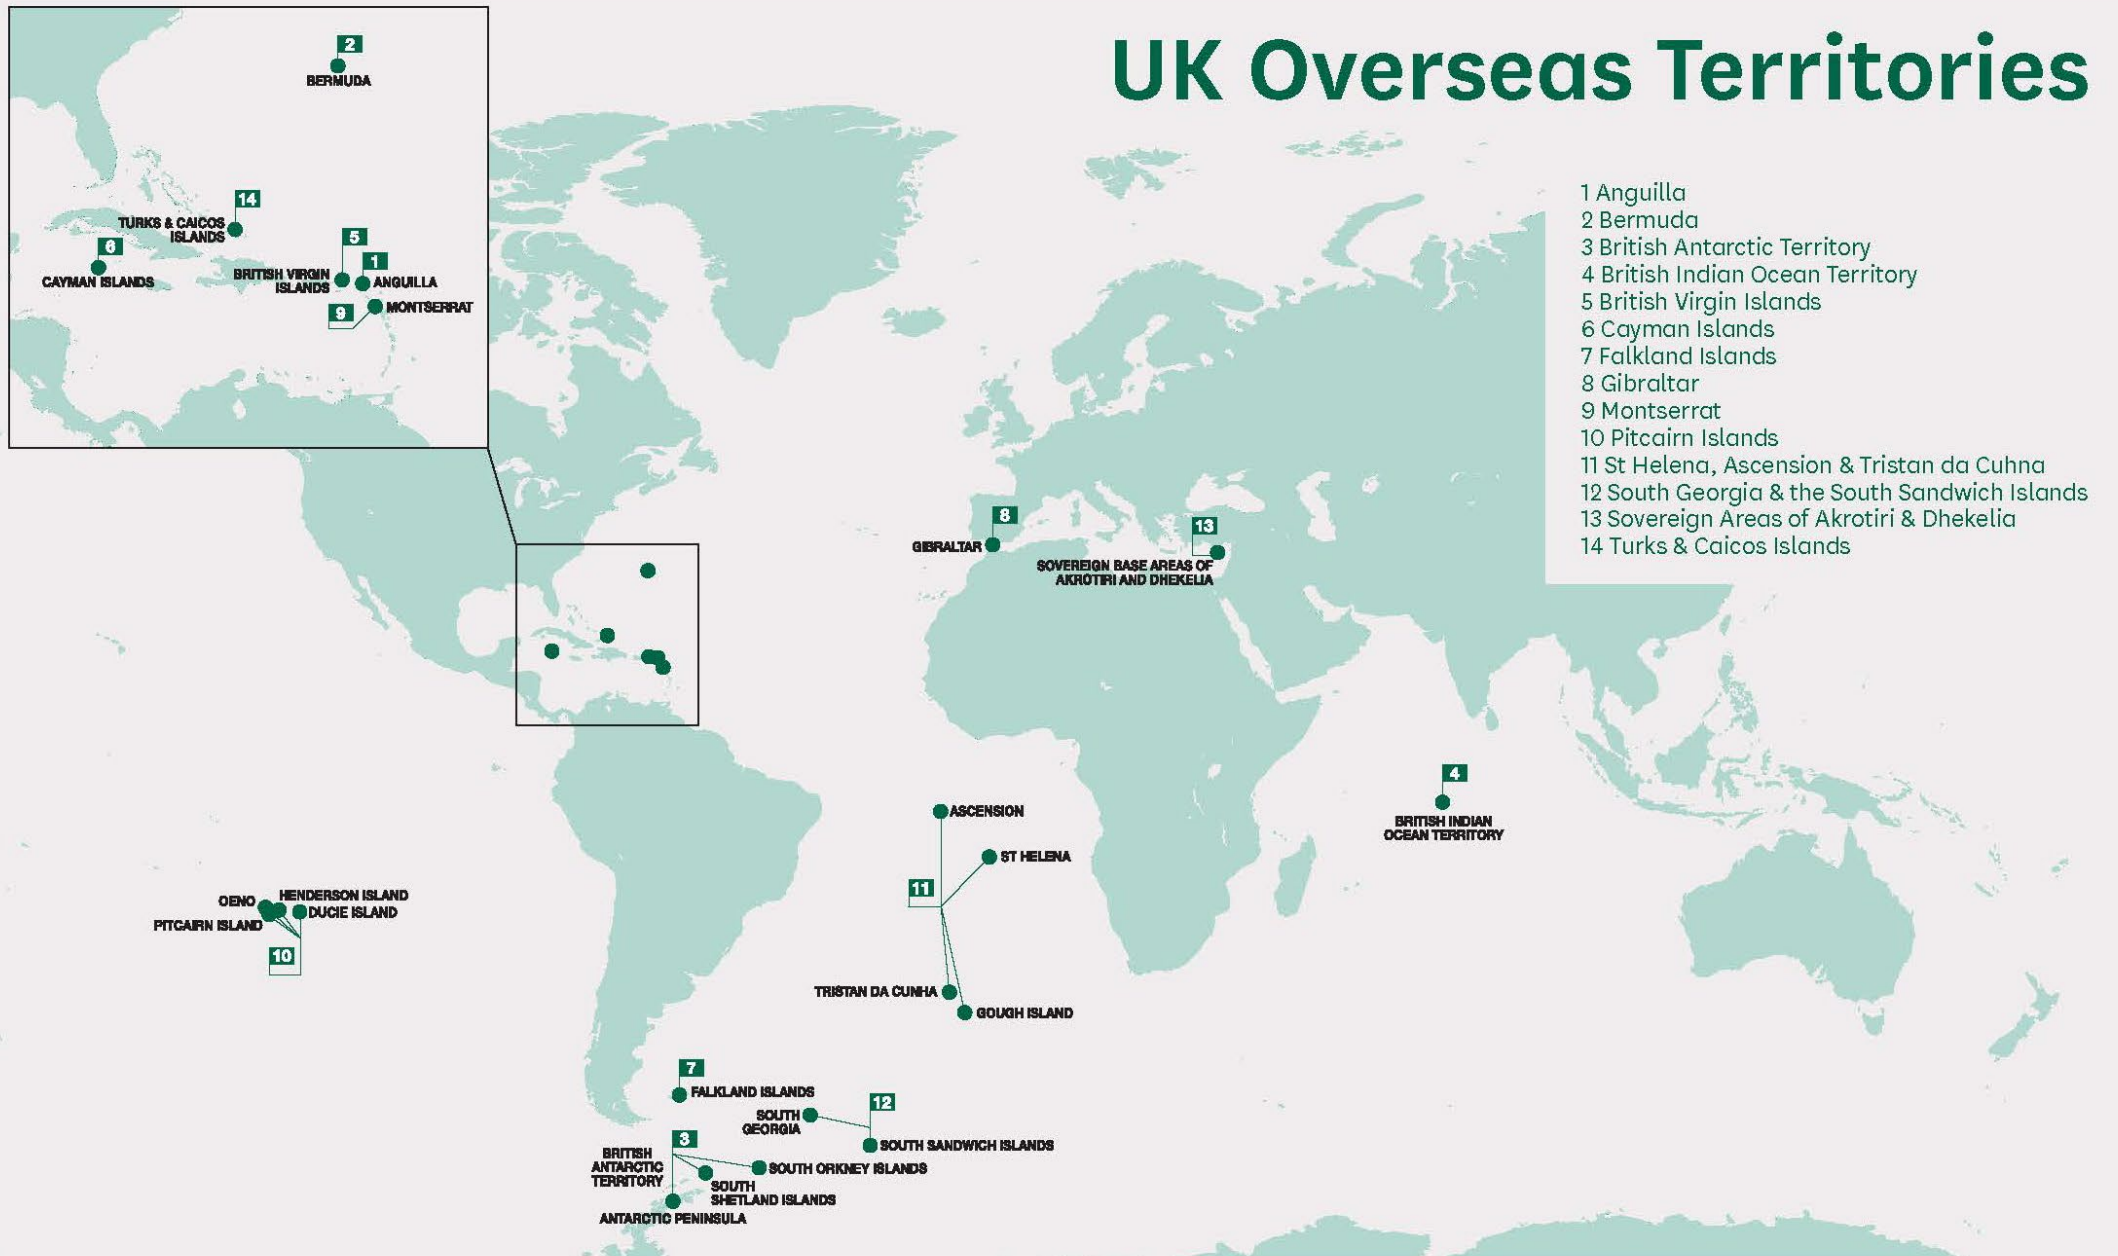 UK Overseas Territories
1 Anguilla
2 Bermuda
3 British Antarctic Territory
4 British Indian Ocean Territory
5 British Virgin Islands
6 Cayman Islands
7 Falkland Islands
8 Gibraltar
9 Montserrat
10 Pitcairn Islands
11 St Helena, Ascension & Tristan da Cuhna
12 South Georgia & the South Sandwich Islands
13 Sovereign Areas of Akrotiri & Dhekelia
14 Turks & Caicos Islands
2
BERMUDA
14
TURKS & CAICOS
ISLANDS
6
CAYMAN ISLANDS
5
BRITISH VIRGIN
ISLANDS
1
ANGUILLA
9
MONTSERRAT
8
GIBRALTAR
13
SOVEREIGN BASE AREAS OF
AKROTIRI AND DHEKELIA
4
BRITISH INDIAN
OCEAN TERRITORY
ASCENSION
ST HELENA
11
TRISTAN DA CUNHA
GOUGH ISLAND
OENO
HENDERSON ISLAND
DUCIE ISLAND
PITCAIRN ISLAND
10
7
FALKLAND ISLANDS
12
SOUTH
GEORGIA
SOUTH SANDWICH ISLANDS
3
BRITISH
ANTARCTIC
TERRITORY
SOUTH ORKNEY ISLANDS
SOUTH
SHETLAND ISLANDS
ANTARCTIC PENINSULA